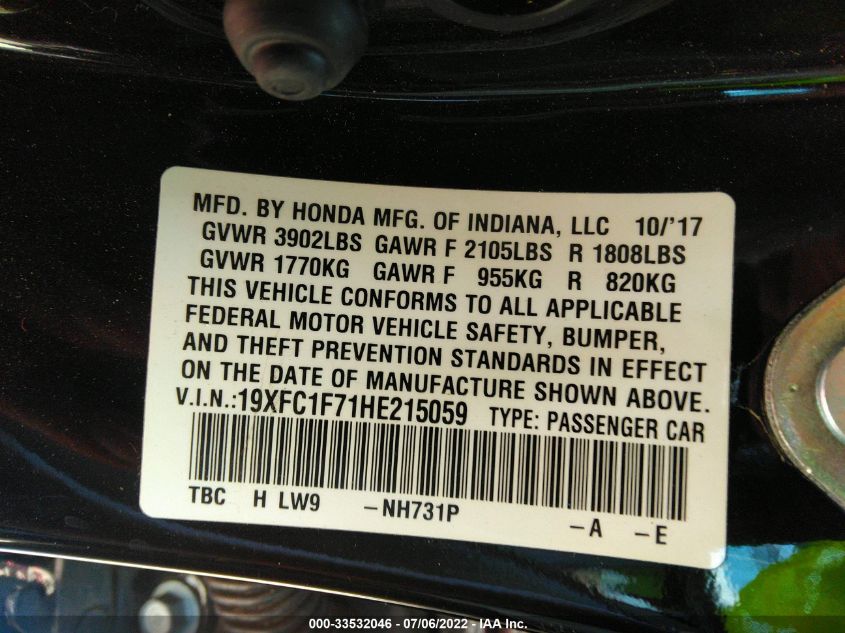 MFD. BY HONDA MFG. OF INDIANA, LLC 10/'17
GVWR 3902LBS GAWR F 2105LBS R 1808LBS
GVWR 1770KG GAWR F 955KG R 820KG
THIS VEHICLE CONFORMS TO ALL APPLICABLE
FEDERAL MOTOR VEHICLE SAFETY, BUMPER,
AND THEFT PREVENTION STANDARDS IN EFFECT
ON THE DATE OF MANUFACTURE SHOWN ABOVE.
V.I.N.:19XFC1F71HE215059 TYPE: PASSENGER CAR
TBC H LW9 –NH731P –A –E
000-33532046 - 07/06/2022 - IAA Inc.